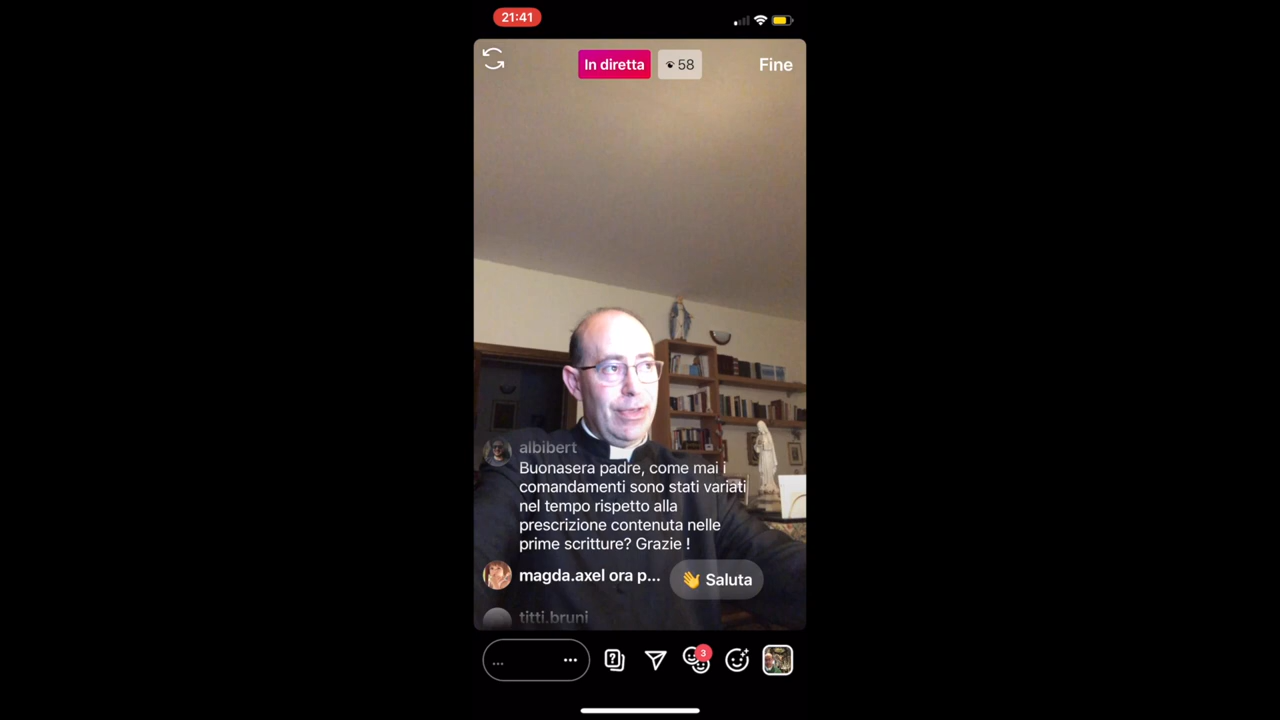 21:41
In diretta
58
Fine
albibert
Buonasera padre, come mai i
comandamenti sono stati variati
nel tempo rispetto alla
prescrizione contenuta nelle
prime scritture? Grazie !
magda.axel ora p...
Saluta
titti.bruni
...
3